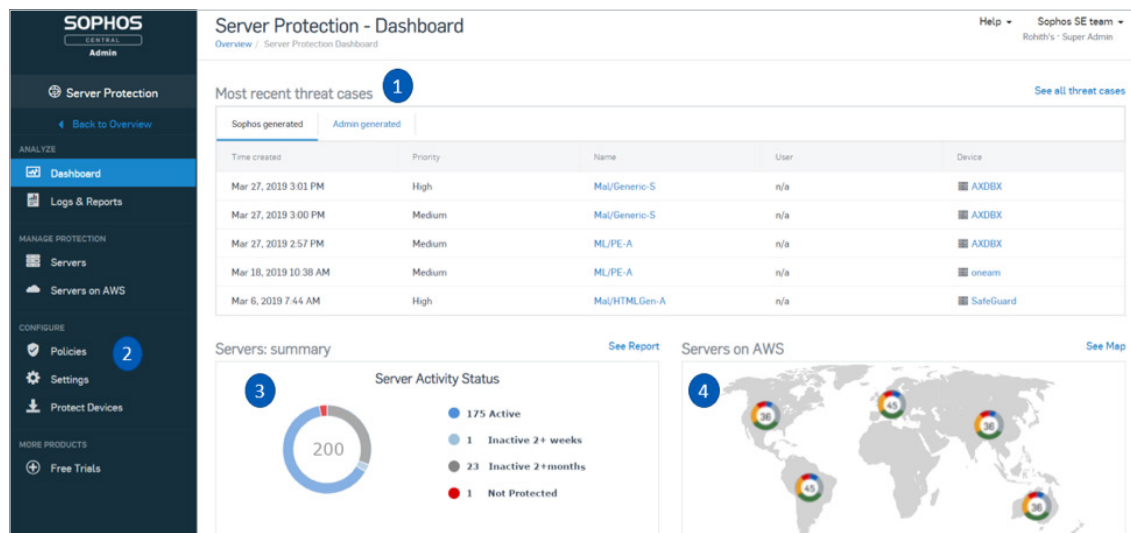 SOPHOS
CENTRAL
Admin
Server Protection
Back to Overview
ANALYZE
Dashboard
Logs & Reports
MANAGE PROTECTION
Servers
Servers on AWS
CONFIGURE
Policies 2
Settings
Protect Devices
MORE PRODUCTS
Free Trials
Server Protection - Dashboard
Overview / Server Protection Dashboard
Help Sophos SE team
Rohith's · Super Admin
Most recent threat cases 1 See all threat cases
Sophos generated Admin generated
Time created Priority Name User Device
Mar 27, 2019 3:01 PM High Mal/Generic-S n/a AXDBX
Mar 27, 2019 3:00 PM Medium Mal/Generic-S n/a AXDBX
Mar 27, 2019 2:57 PM Medium ML/PE-A n/a AXDBX
Mar 18, 2019 10:38 AM Medium ML/PE-A n/a oneam
Mar 6, 2019 7:44 AM High Mal/HTMLGen-A n/a SafeGuard
Servers: summary See Report
3 Server Activity Status
200
175 Active
1 Inactive 2+ weeks
23 Inactive 2+months
1 Not Protected
Servers on AWS See Map
4
36
45
36
45
36